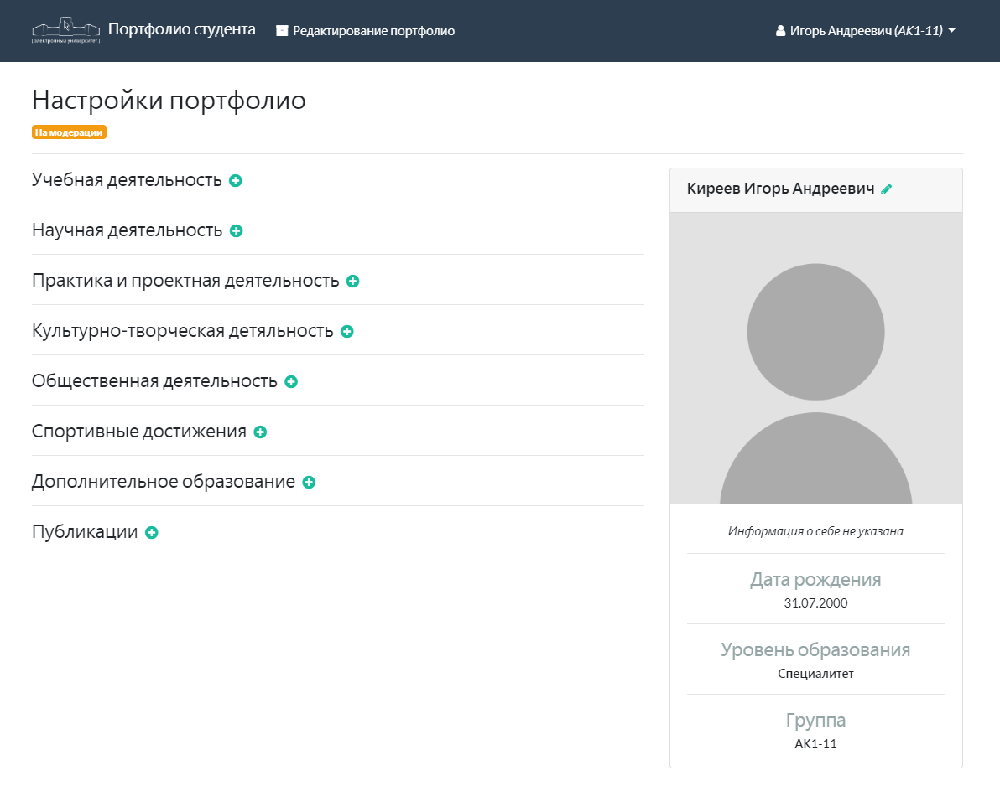 [электронный университет]
Портфолио студента
Редактирование портфолио
Игорь Андреевич (АК1-11)
Настройки портфолио
На модерации
Учебная деятельность
Научная деятельность
Практика и проектная деятельность
Культурно-творческая детяльность
Общественная деятельность
Спортивные достижения
Дополнительное образование
Публикации
Киреев Игорь Андреевич
Информация о себе не указана
Дата рождения
31.07.2000
Уровень образования
Специалитет
Группа
АК1-11